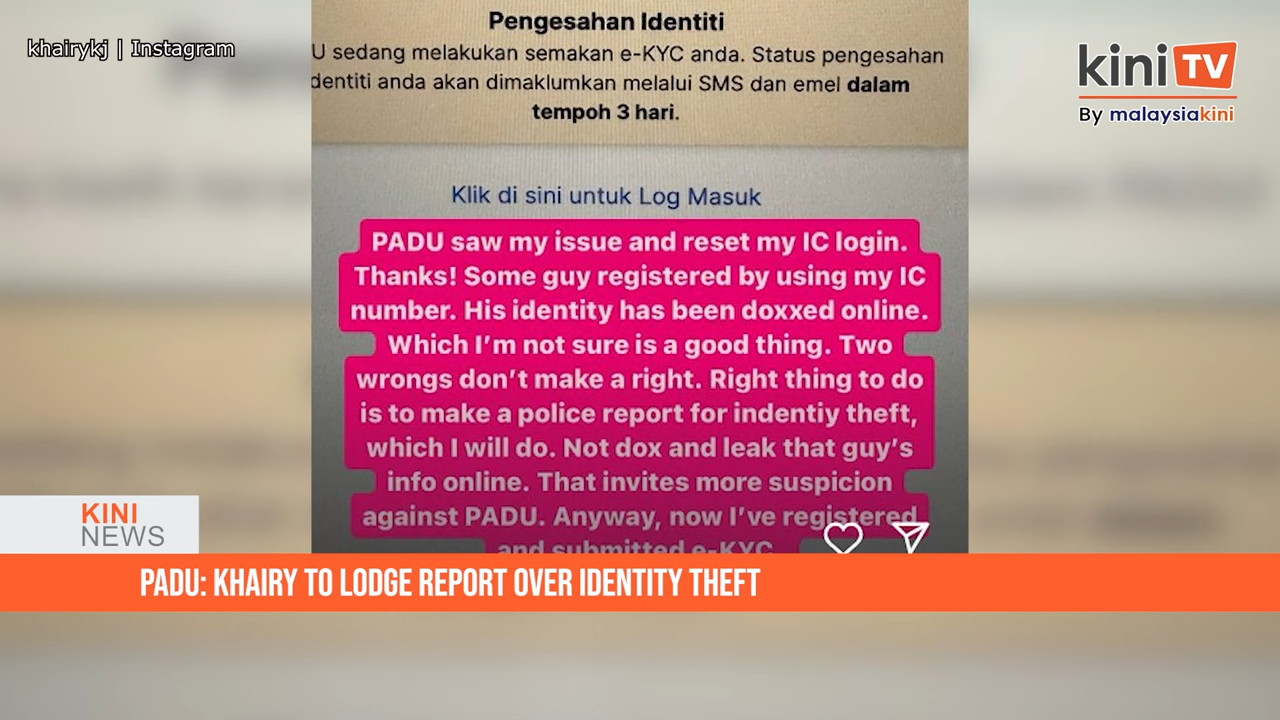 khairykj | Instagram
kini TV
By malaysiakini
Pengesahan Identiti
U sedang melakukan semakan e-KYC anda. Status pengesahan
dentiti anda akan dimaklumkan melalui SMS dan emel dalam
tempoh 3 hari.
Klik di sini untuk Log Masuk
PADU saw my issue and reset my IC login.
Thanks! Some guy registered by using my IC
number. His identity has been doxxed online.
Which I'm not sure is a good thing. Two
wrongs don't make a right. Right thing to do
is to make a police report for indentiy theft,
which I will do. Not dox and leak that guy's
info online. That invites more suspicion
against PADU. Anyway, now I've registered
and submitted e-KYC
KINI
NEWS
PADU: KHAIRY TO LODGE REPORT OVER IDENTITY THEFT